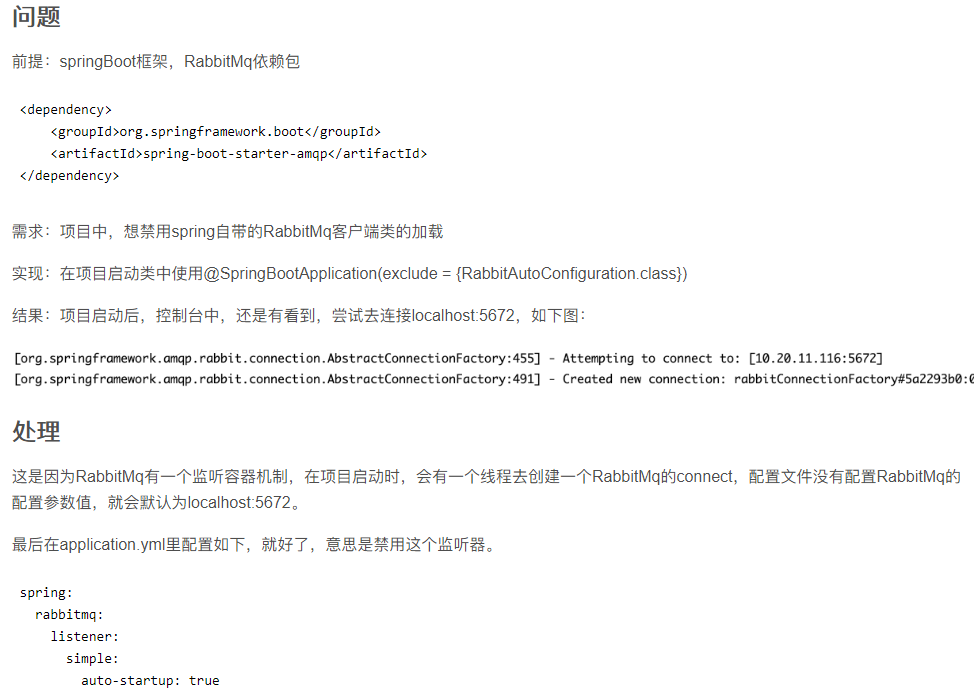 问题
前提：springBoot框架，RabbitMq依赖包
<dependency>
    <groupId>org.springframework.boot</groupId>
    <artifactId>spring-boot-starter-amqp</artifactId>
</dependency>
需求：项目中，想禁用spring自带的RabbitMq客户端类的加载
实现：在项目启动类中使用@SpringBootApplication(exclude = {RabbitAutoConfiguration.class})
结果：项目启动后，控制台中，还是有看到，尝试去连接localhost:5672，如下图：
[org.springframework.amqp.rabbit.connection.AbstractConnectionFactory:455] - Attempting to connect to: [10.20.11.116:5672]
[org.springframework.amqp.rabbit.connection.AbstractConnectionFactory:491] - Created new connection: rabbitConnectionFactory#5a2293b0:0
处理
这是因为RabbitMq有一个监听容器机制，在项目启动时，会有一个线程去创建一个RabbitMq的connect，配置文件没有配置RabbitMq的
配置参数值，就会默认为localhost:5672。
最后在application.yml里配置如下，就好了，意思是禁用这个监听器。
spring:
  rabbitmq:
    listener:
      simple:
        auto-startup: true